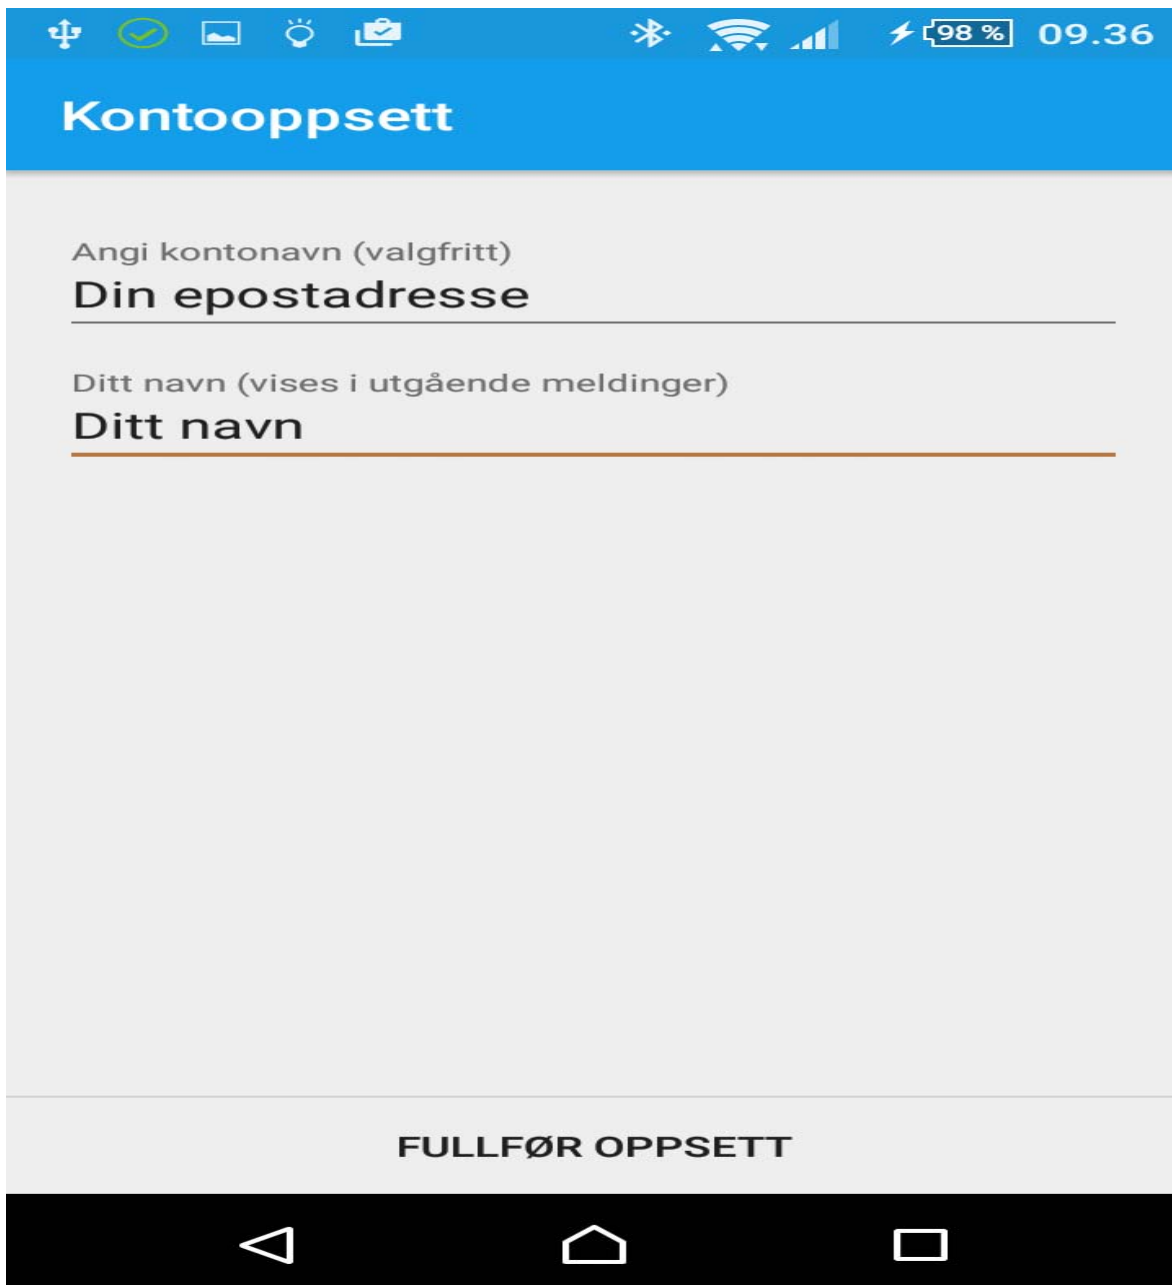 98 % 09.36
Kontooppsett
Angi kontonavn (valgfritt)
Din epostadresse
Ditt navn (vises i utgående meldinger)
Ditt navn
FULLFØR OPPSETT